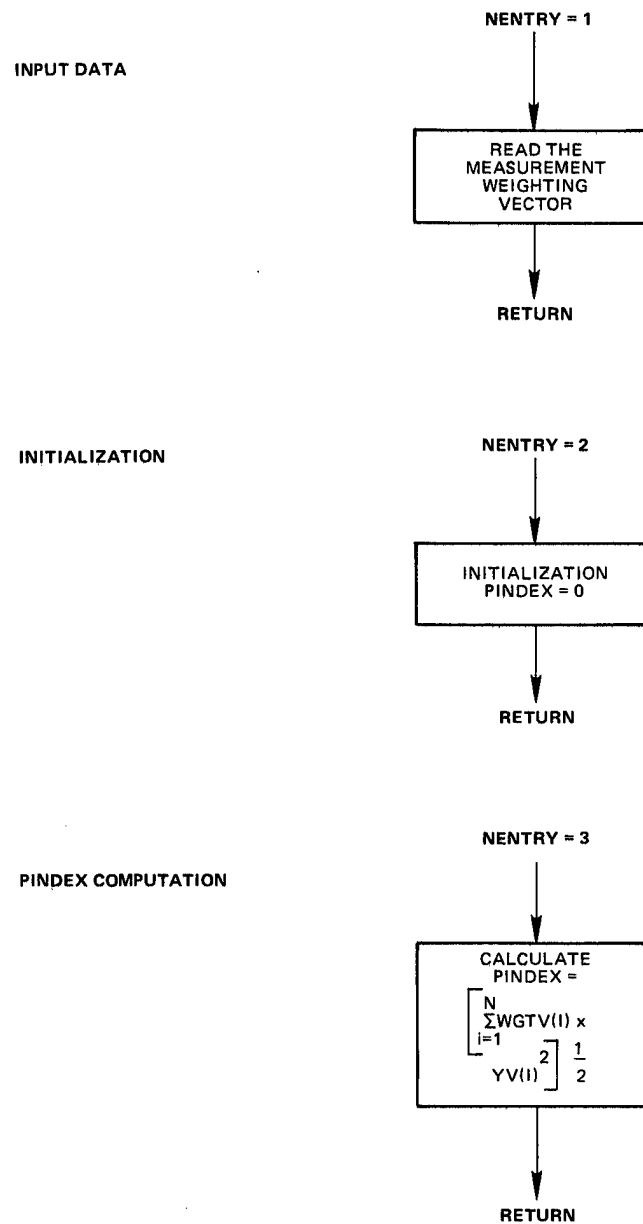 NENTRY = 1
INPUT DATA
READ THE
MEASUREMENT
WEIGHTING
VECTOR
RETURN
NENTRY = 2
INITIALIZATION
INITIALIZATION
PINDEX = 0
RETURN
NENTRY = 3
PINDEX COMPUTATION
CALCULATE
PINDEX =
[ N
ΣWGTV(I) x
i=1
YV(I) 2 ] 1
2
RETURN